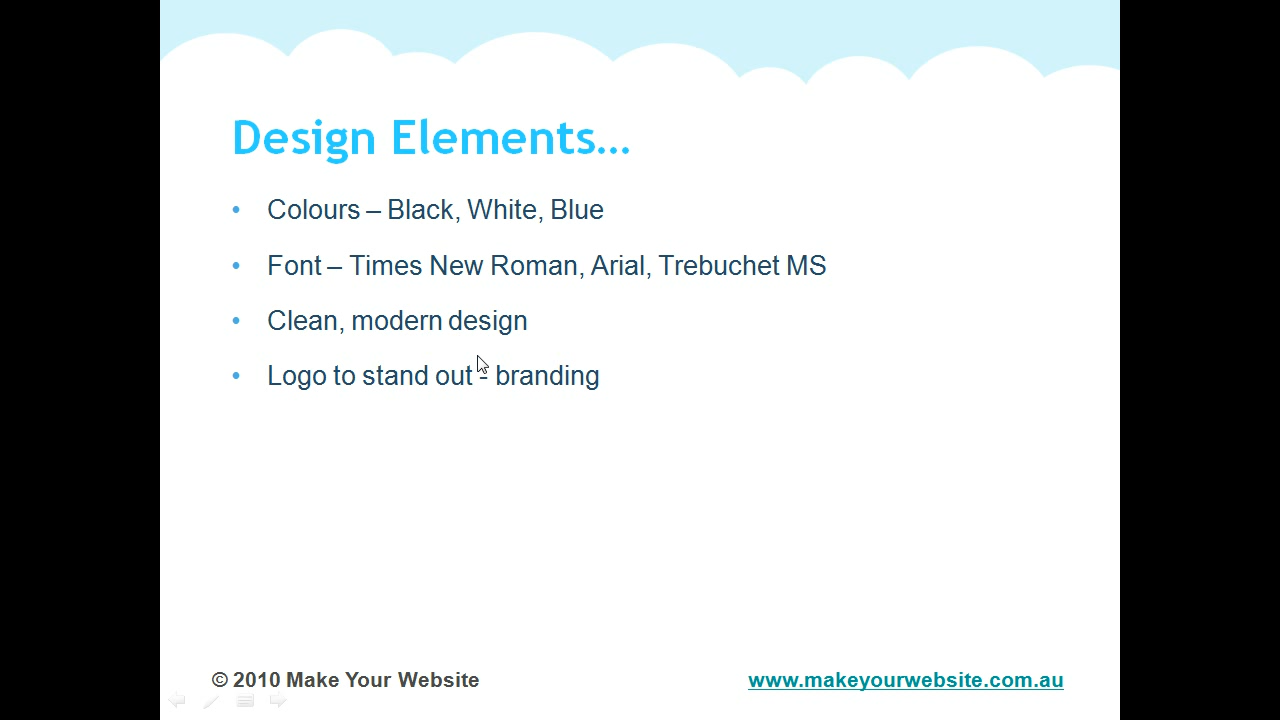 Design Elements...
• Colours – Black, White, Blue
• Font – Times New Roman, Arial, Trebuchet MS
• Clean, modern design
• Logo to stand out - branding
© 2010 Make Your Website
www.makeyourwebsite.com.au